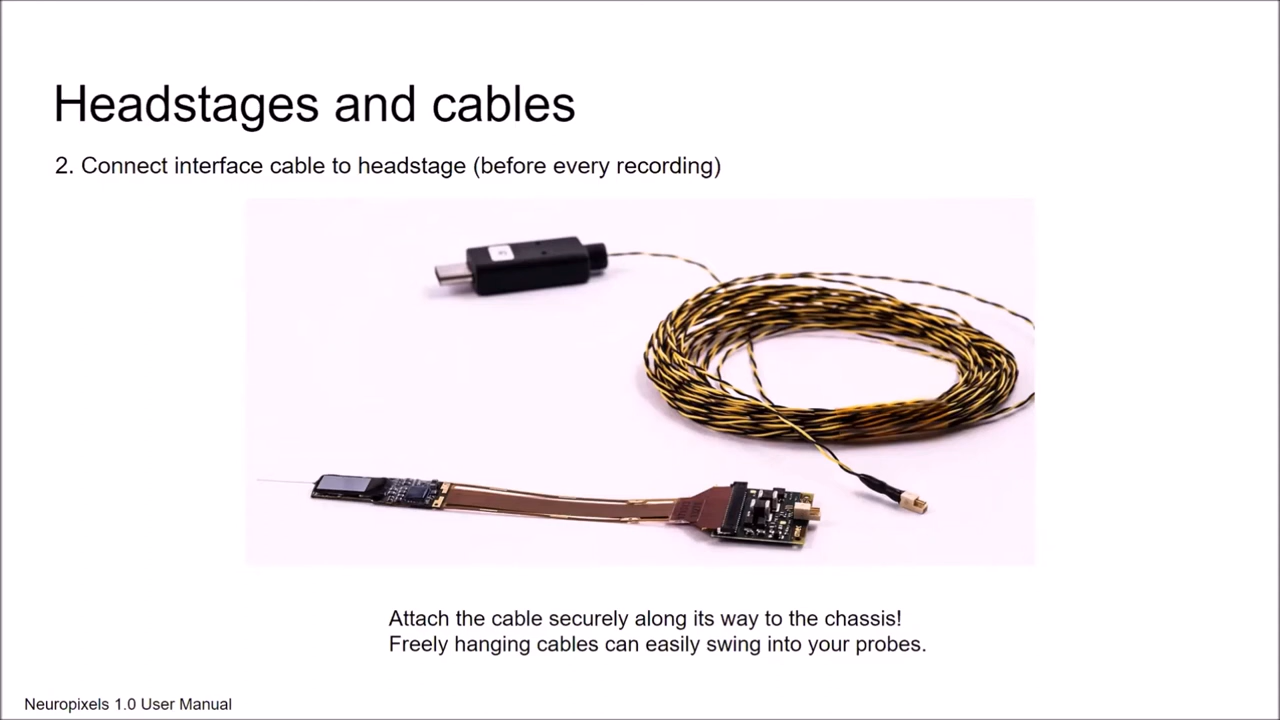 Headstages and cables
2. Connect interface cable to headstage (before every recording)
Attach the cable securely along its way to the chassis!
Freely hanging cables can easily swing into your probes.
Neuropixels 1.0 User Manual